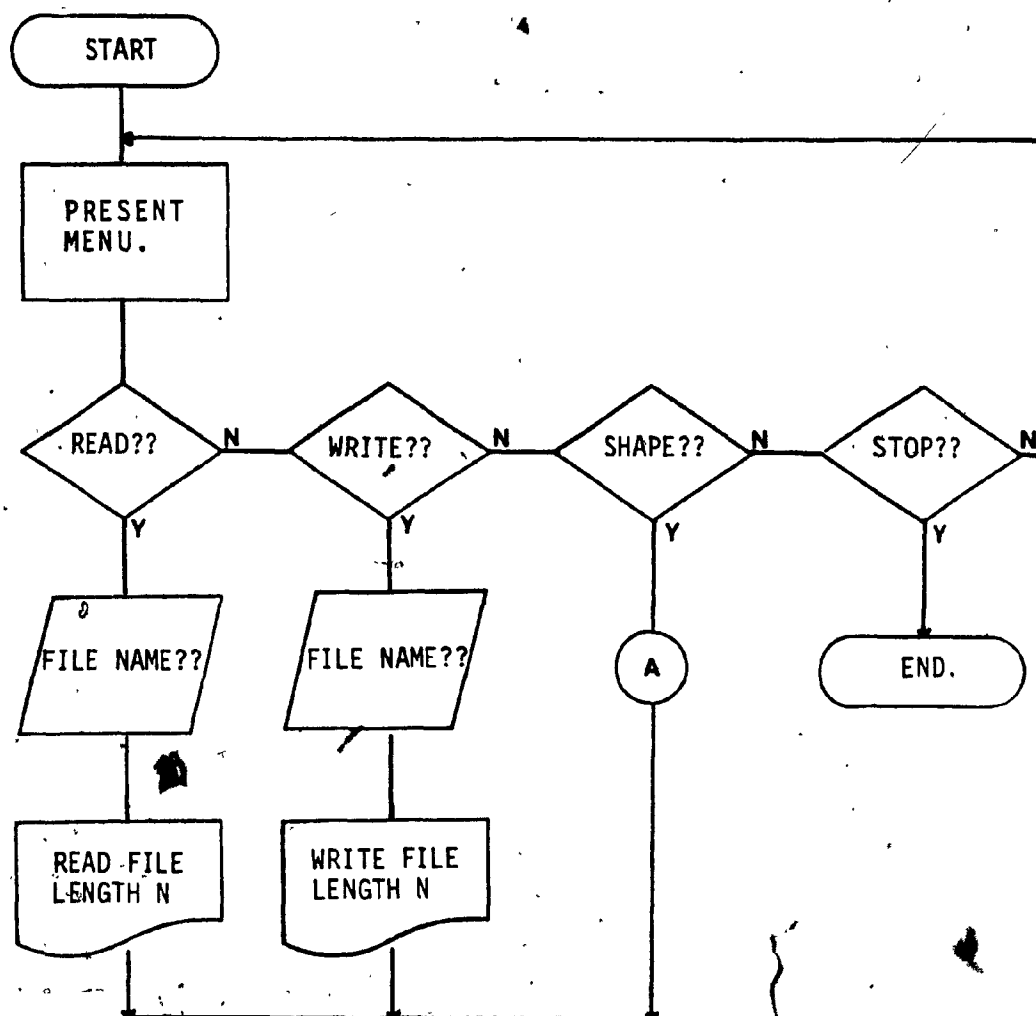 START
PRESENT
MENU.
READ??
N
WRITE??
N
SHAPE??
N
STOP??
N
Y
Y
Y
Y
FILE NAME??
FILE NAME??
A
END.
READ FILE
LENGTH N
WRITE FILE
LENGTH N